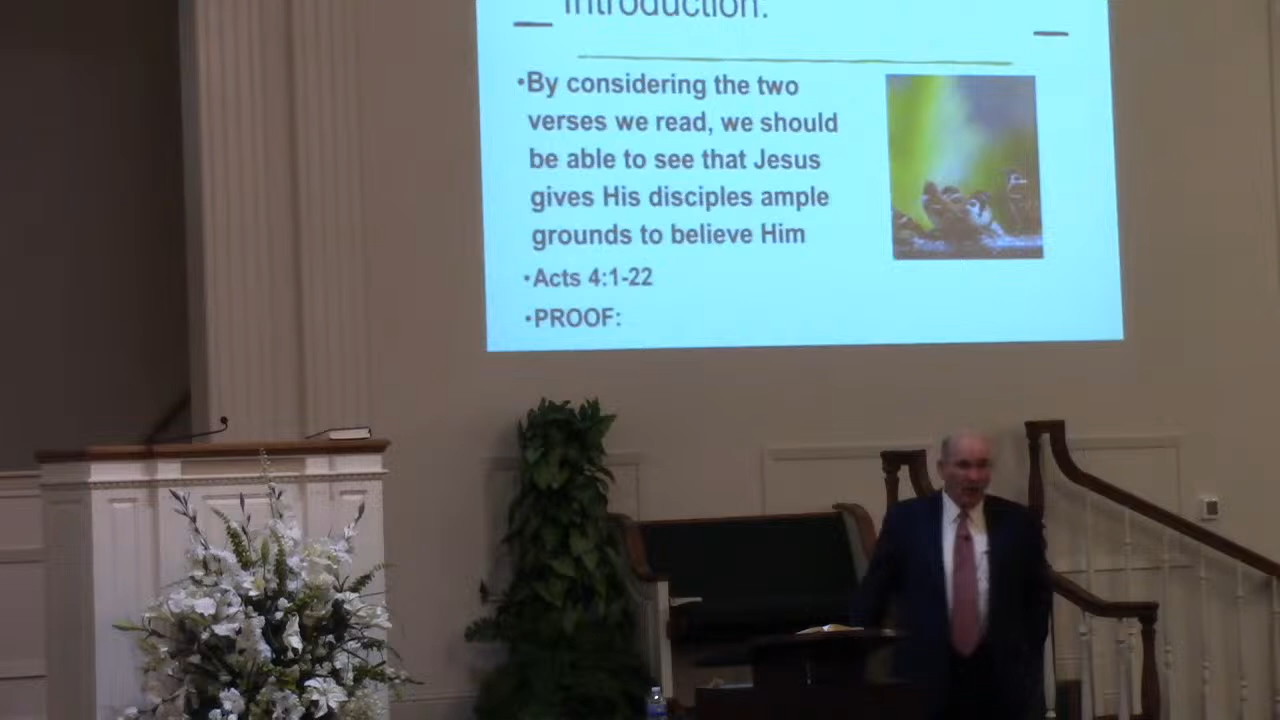 Introduction:
•By considering the two
verses we read, we should
be able to see that Jesus
gives His disciples ample
grounds to believe Him
•Acts 4:1-22
•PROOF: